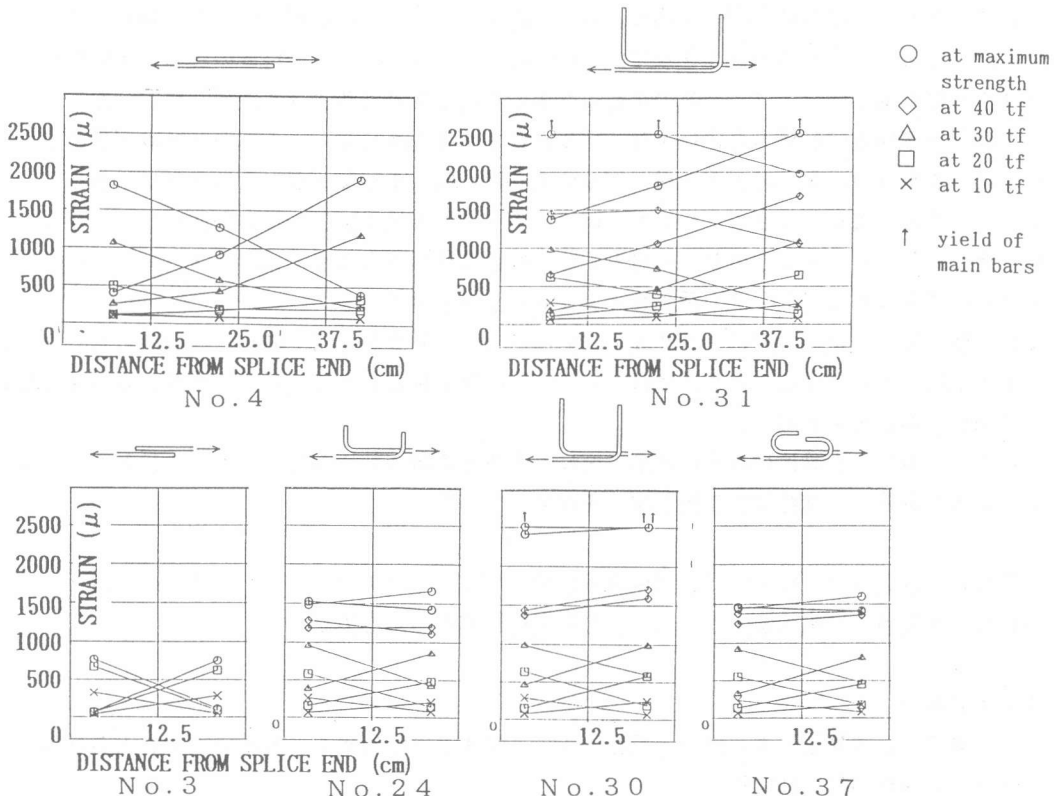 at maximum
strength
at 40 tf
at 30 tf
at 20 tf
at 10 tf
yield of
main bars
2500
2000
1500
1000
500
0
STRAIN (μ)
12.5 25.0 37.5
DISTANCE FROM SPLICE END (cm)
No.4
2500
2000
1500
1000
500
0
STRAIN (μ)
12.5 25.0 37.5
DISTANCE FROM SPLICE END (cm)
No.31
2500
2000
1500
1000
500
0
STRAIN (μ)
12.5
DISTANCE FROM SPLICE END (cm)
No.3
0
12.5
No.24
0
12.5
No.30
0
12.5
No.37